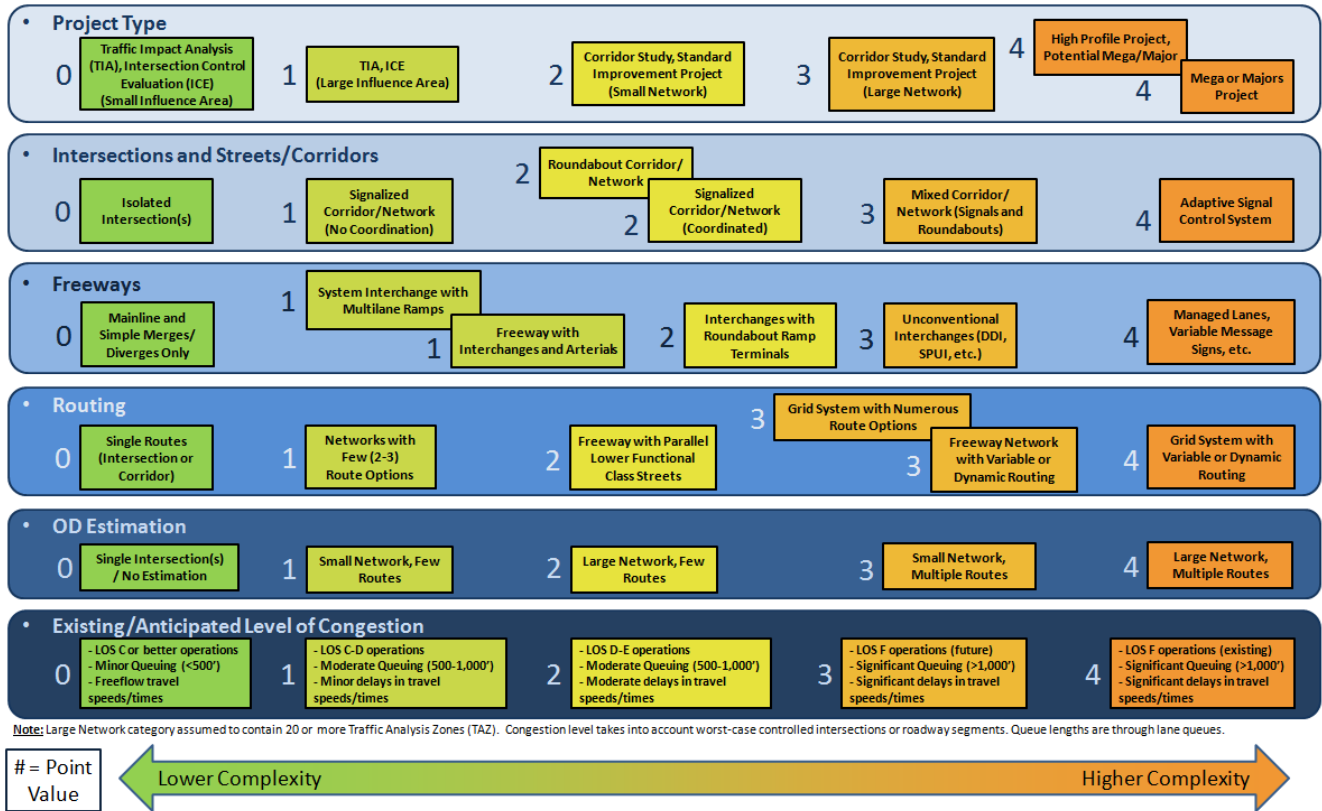 • Project Type
0
Traffic Impact Analysis
(TIA), Intersection Control
Evaluation (ICE)
(Small Influence Area)
1
TIA, ICE
(Large Influence Area)
2
Corridor Study, Standard
Improvement Project
(Small Network)
3
Corridor Study, Standard
Improvement Project
(Large Network)
4
High Profile Project,
Potential Mega/Major
4
Mega or Majors
Project
• Intersections and Streets/Corridors
0
Isolated
Intersection(s)
1
Signalized
Corridor/Network
(No Coordination)
2
Roundabout Corridor/
Network
2
Signalized
Corridor/Network
(Coordinated)
3
Mixed Corridor/
Network (Signals and
Roundabouts)
4
Adaptive Signal
Control System
• Freeways
0
Mainline and
Simple Merges/
Diverges Only
1
System Interchange with
Multilane Ramps
1
Freeway with
Interchanges and Arterials
2
Interchanges with
Roundabout Ramp
Terminals
3
Unconventional
Interchanges (DDI,
SPUI, etc.)
4
Managed Lanes,
Variable Message
Signs, etc.
• Routing
0
Single Routes
(Intersection or
Corridor)
1
Networks with
Few (2-3)
Route Options
2
Freeway with Parallel
Lower Functional
Class Streets
3
Grid System with Numerous
Route Options
3
Freeway Network
with Variable or
Dynamic Routing
4
Grid System with
Variable or Dynamic
Routing
• OD Estimation
0
Single Intersection(s)
/ No Estimation
1
Small Network, Few
Routes
2
Large Network, Few
Routes
3
Small Network,
Multiple Routes
4
Large Network,
Multiple Routes
• Existing/Anticipated Level of Congestion
0
- LOS C or better operations
- Minor Queuing (<500')
- Freeflow travel
speeds/times
1
- LOS C-D operations
- Moderate Queuing (500-1,000')
- Minor delays in travel
speeds/times
2
- LOS D-E operations
- Moderate Queuing (500-1,000')
- Moderate delays in travel
speeds/times
3
- LOS F operations (future)
- Significant Queuing (>1,000')
- Significant delays in travel
speeds/times
4
- LOS F operations (existing)
- Significant Queuing (>1,000')
- Significant delays in travel
speeds/times
Note: Large Network category assumed to contain 20 or more Traffic Analysis Zones (TAZ). Congestion level takes into account worst-case controlled intersections or roadway segments. Queue lengths are through lane queues.
# = Point
Value
Lower Complexity
Higher Complexity